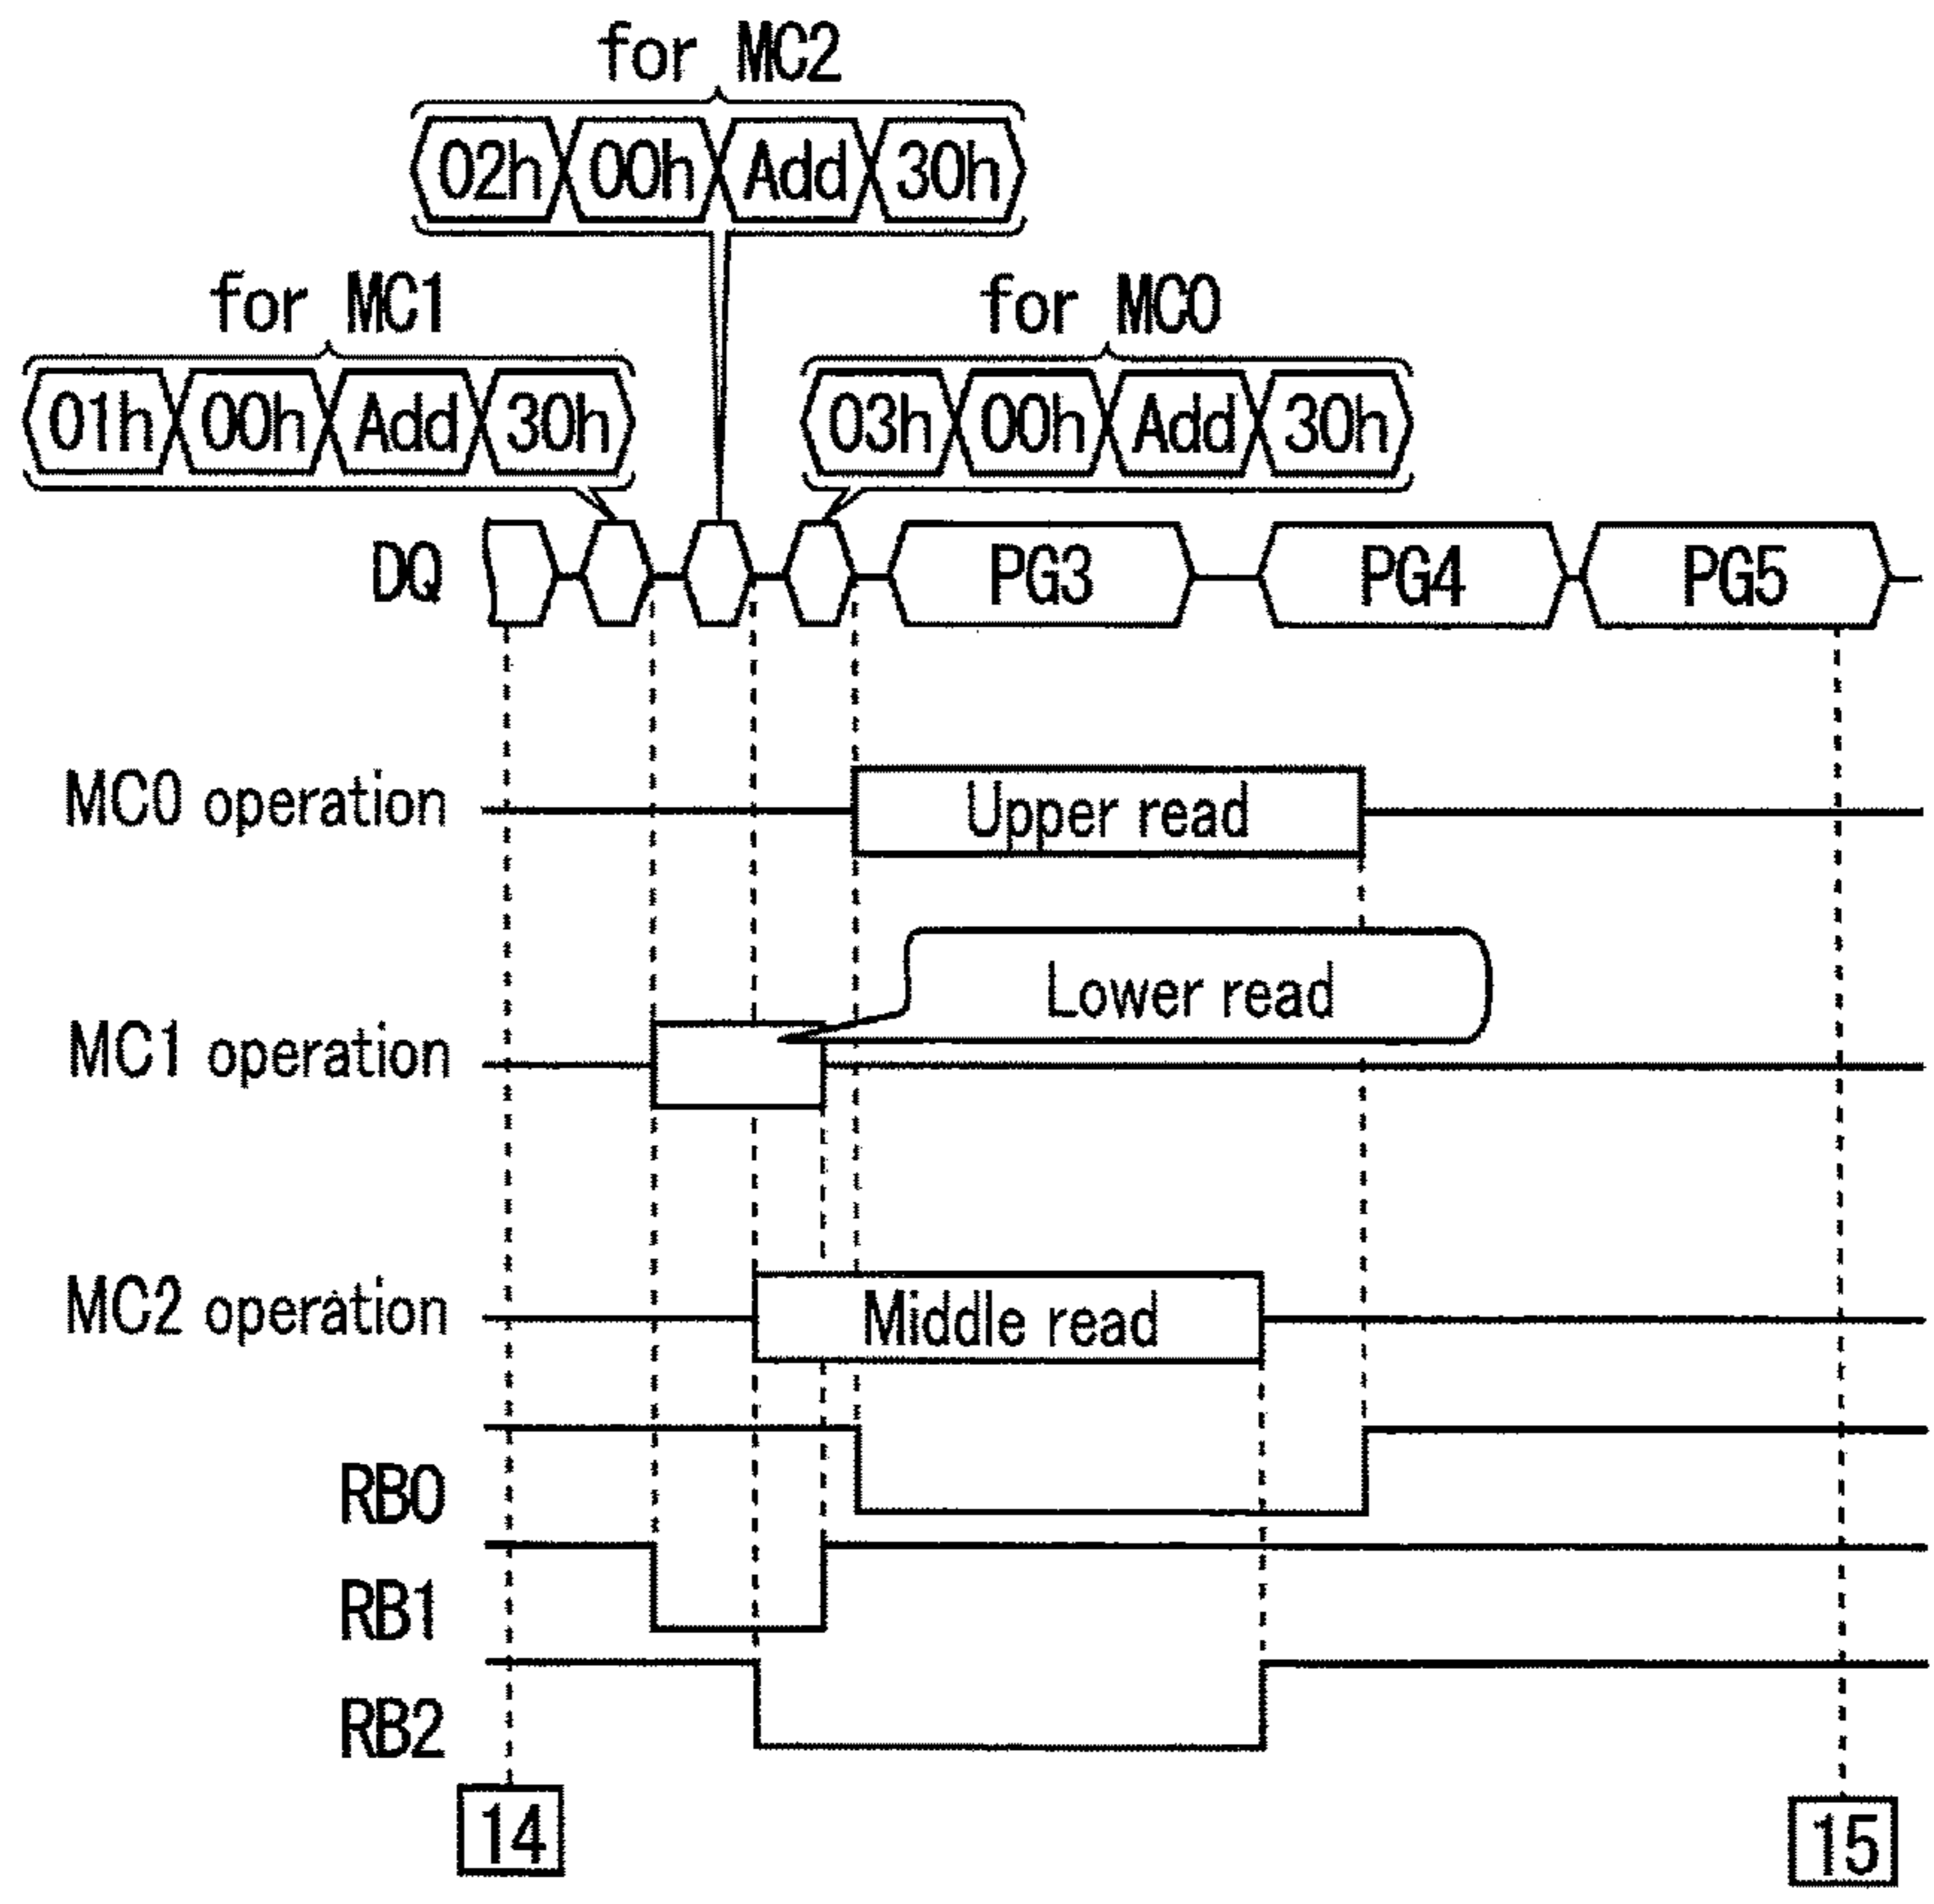 for MC2
02h 00h Add 30h
for MC1
for MC0
01h 00h Add 30h
03h 00h Add 30h
DQ
PG3
PG4
PG5
MC0 operation
Upper read
Lower read
MC1 operation
MC2 operation
Middle read
RB0
RB1
RB2
14
15